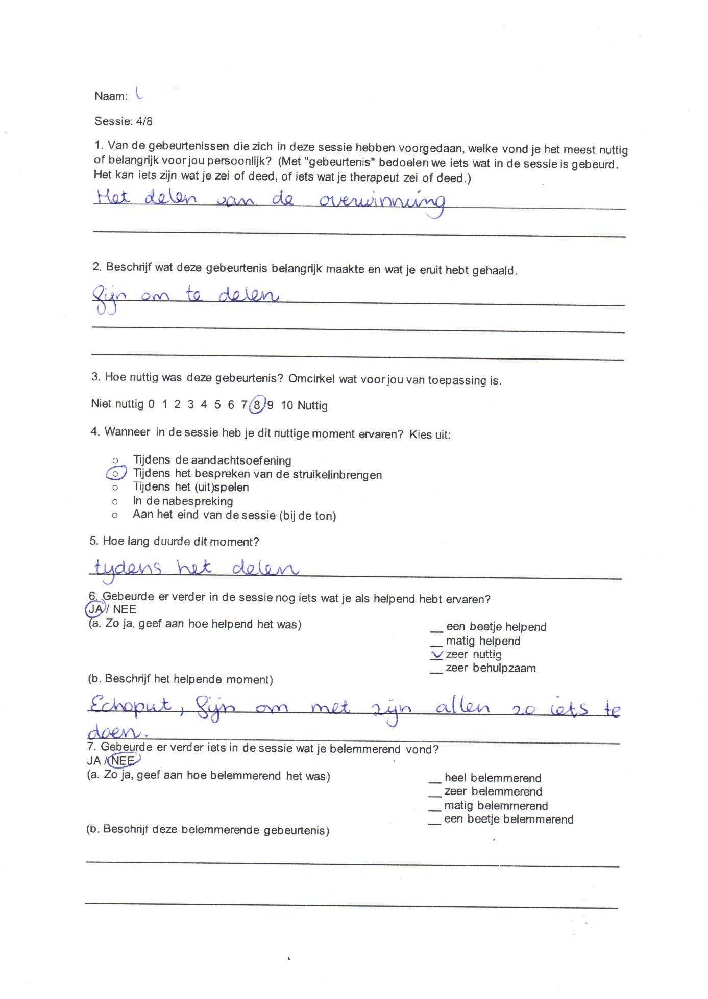 Naam: L
Sessie: 4/8
1. Van de gebeurtenissen die zich in deze sessie hebben voorgedaan, welke vond je het meest nuttig
of belangrijk voor jou persoonlijk? (Met "gebeurtenis" bedoelen we iets wat in de sessie is gebeurd.
Het kan iets zijn wat je zei of deed, of iets wat je therapeut zei of deed.)
Het delen van de overwinning
2. Beschrijf wat deze gebeurtenis belangrijk maakte en wat je eruit hebt gehaald.
Fijn om te delen
3. Hoe nuttig was deze gebeurtenis? Omcirkel wat voor jou van toepassing is.
Niet nuttig 0 1 2 3 4 5 6 7 8 9 10 Nuttig
4. Wanneer in de sessie heb je dit nuttige moment ervaren? Kies uit:
o Tijdens de aandachtsoefening
o Tijdens het bespreken van de struikelinbrengen
o Tijdens het (uit)spelen
o In de nabespreking
o Aan het eind van de sessie (bij de ton)
5. Hoe lang duurde dit moment?
tydens het delen
6. Gebeurde er verder in de sessie nog iets wat je als helpend hebt ervaren?
JA / NEE
(a. Zo ja, geef aan hoe helpend het was)
__ een beetje helpend
__ matig helpend
✓ zeer nuttig
__ zeer behulpzaam
(b. Beschrijf het helpende moment)
Echoput, fijn om met zijn allen zo iets te
doen.
7. Gebeurde er verder iets in de sessie wat je belemmerend vond?
JA / NEE
(a. Zo ja, geef aan hoe belemmerend het was)
__ heel belemmerend
__ zeer belemmerend
__ matig belemmerend
__ een beetje belemmerend
(b. Beschrijf deze belemmerende gebeurtenis)